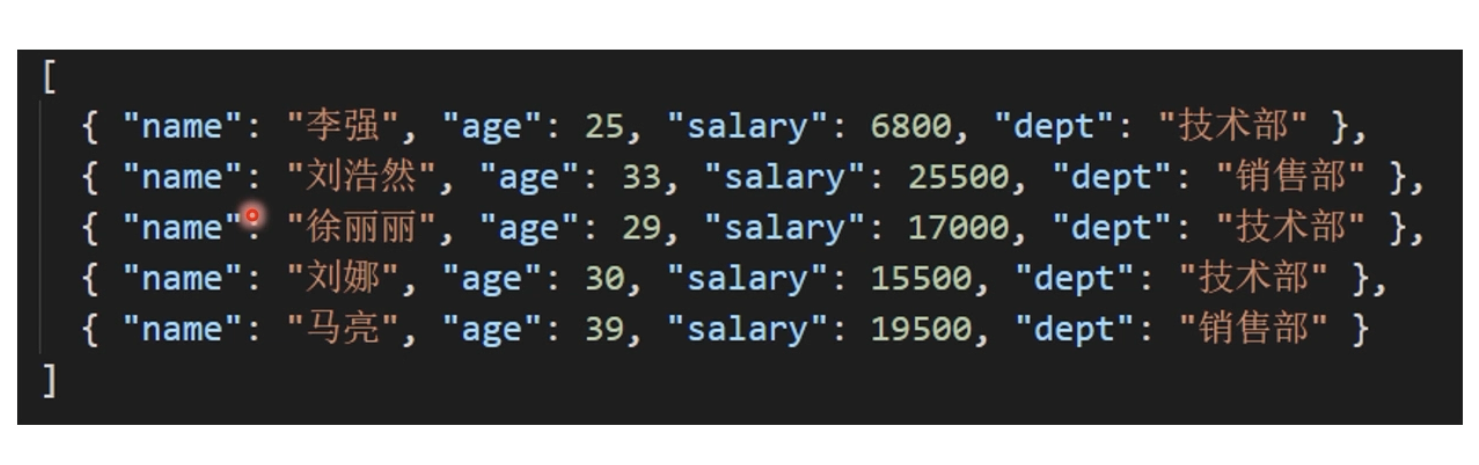 [
{ "name": "李强", "age": 25, "salary": 6800, "dept": "技术部" },
{ "name": "刘浩然", "age": 33, "salary": 25500, "dept": "销售部" },
{ "name": "徐丽丽", "age": 29, "salary": 17000, "dept": "技术部" },
{ "name": "刘娜", "age": 30, "salary": 15500, "dept": "技术部" },
{ "name": "马亮", "age": 39, "salary": 19500, "dept": "销售部" }
]